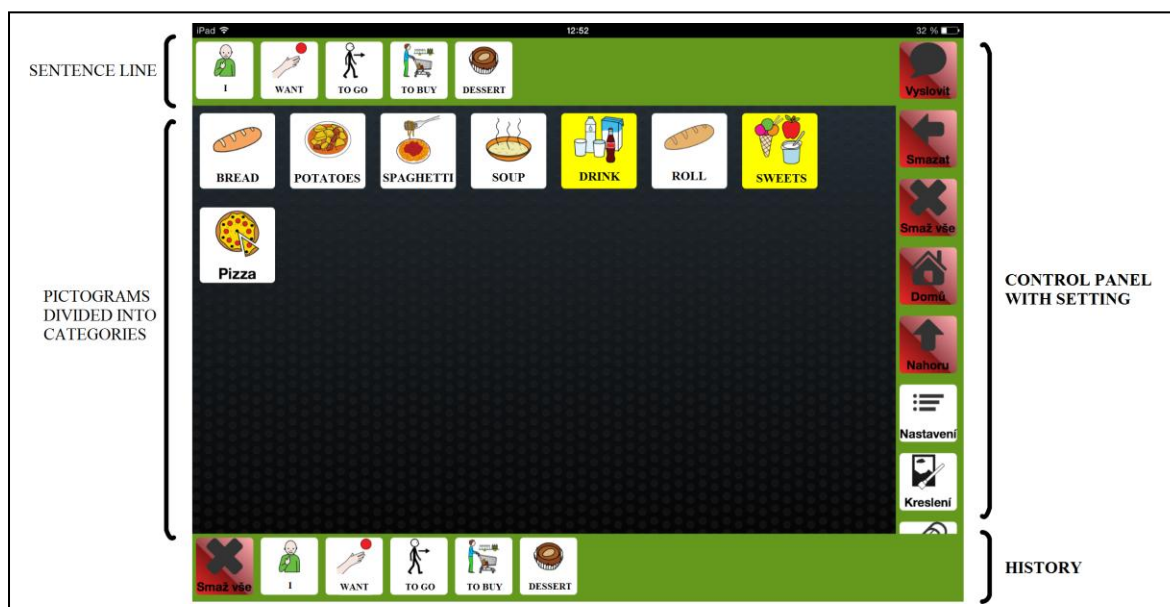 iPad 12:52 32 %
SENTENCE LINE
I WANT TO GO TO BUY DESSERT
Vyslovit
BREAD POTATOES SPAGHETTI SOUP DRINK ROLL SWEETS
Smazat
Smaž vše
Pizza
Domů
PICTOGRAMS
DIVIDED INTO
CATEGORIES
CONTROL PANEL
WITH SETTING
Nahoru
Nastavení
Kreslení
Smaž vše I WANT TO GO TO BUY DESSERT
HISTORY